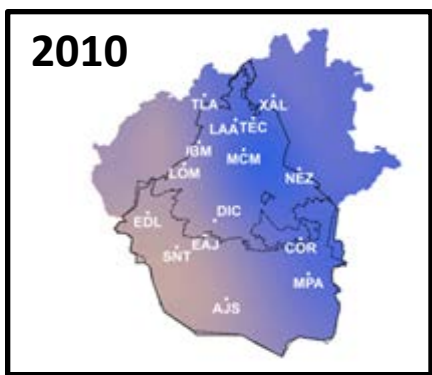 2010
TLA XAL
LAA TEC
IBM MCM
LOM NEZ
DIC
EDL
EAJ COR
SNT
MPA
AJS